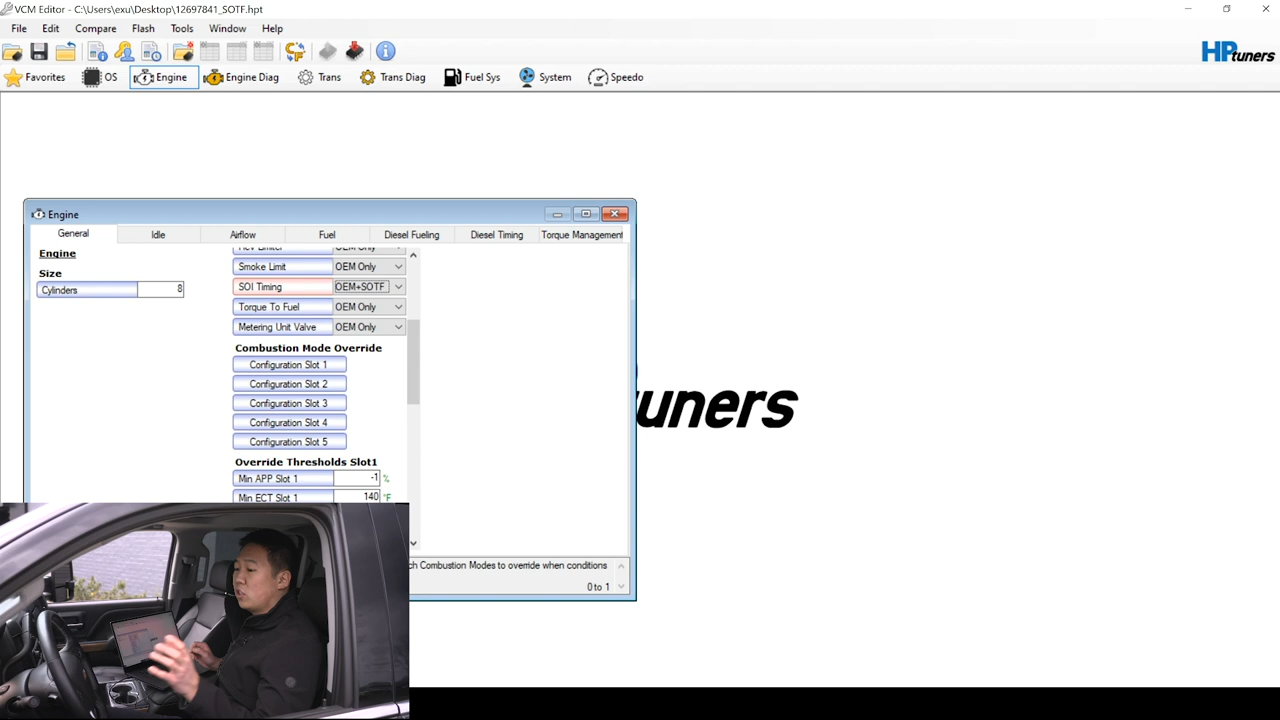 VCM Editor - C:\Users\exu\Desktop\12697841_SOTF.hpt
File Edit Compare Flash Tools Window Help
HPtuners
Favorites OS Engine Engine Diag Trans Trans Diag Fuel Sys System Speedo
Engine
General Idle Airflow Fuel Diesel Fueling Diesel Timing Torque Management
Engine
Size
Cylinders 8
Rev Limiter OEM Only
Smoke Limit OEM Only
SOI Timing OEM+SOTF
Torque To Fuel OEM Only
Metering Unit Valve OEM Only
Combustion Mode Override
Configuration Slot 1
Configuration Slot 2
Configuration Slot 3
Configuration Slot 4
Configuration Slot 5
Override Thresholds Slot1
Min APP Slot 1 -1 %
Min ECT Slot 1 140 °F
ch Combustion Modes to override when conditions
0 to 1
tuners